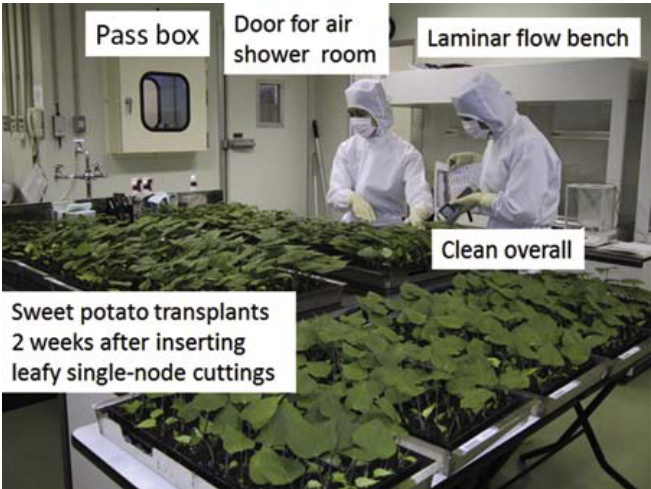 Pass box
Door for air
shower room
Laminar flow bench
Clean overall
Sweet potato transplants
2 weeks after inserting
leafy single-node cuttings